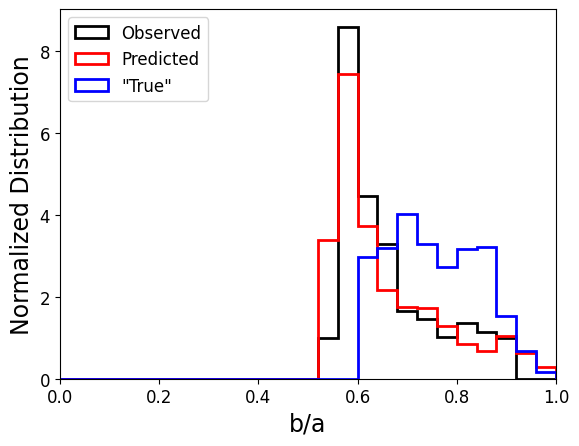 Observed
Predicted
"True"
Normalized Distribution
8
6
4
2
0
0.0 0.2 0.4 0.6 0.8 1.0
b/a